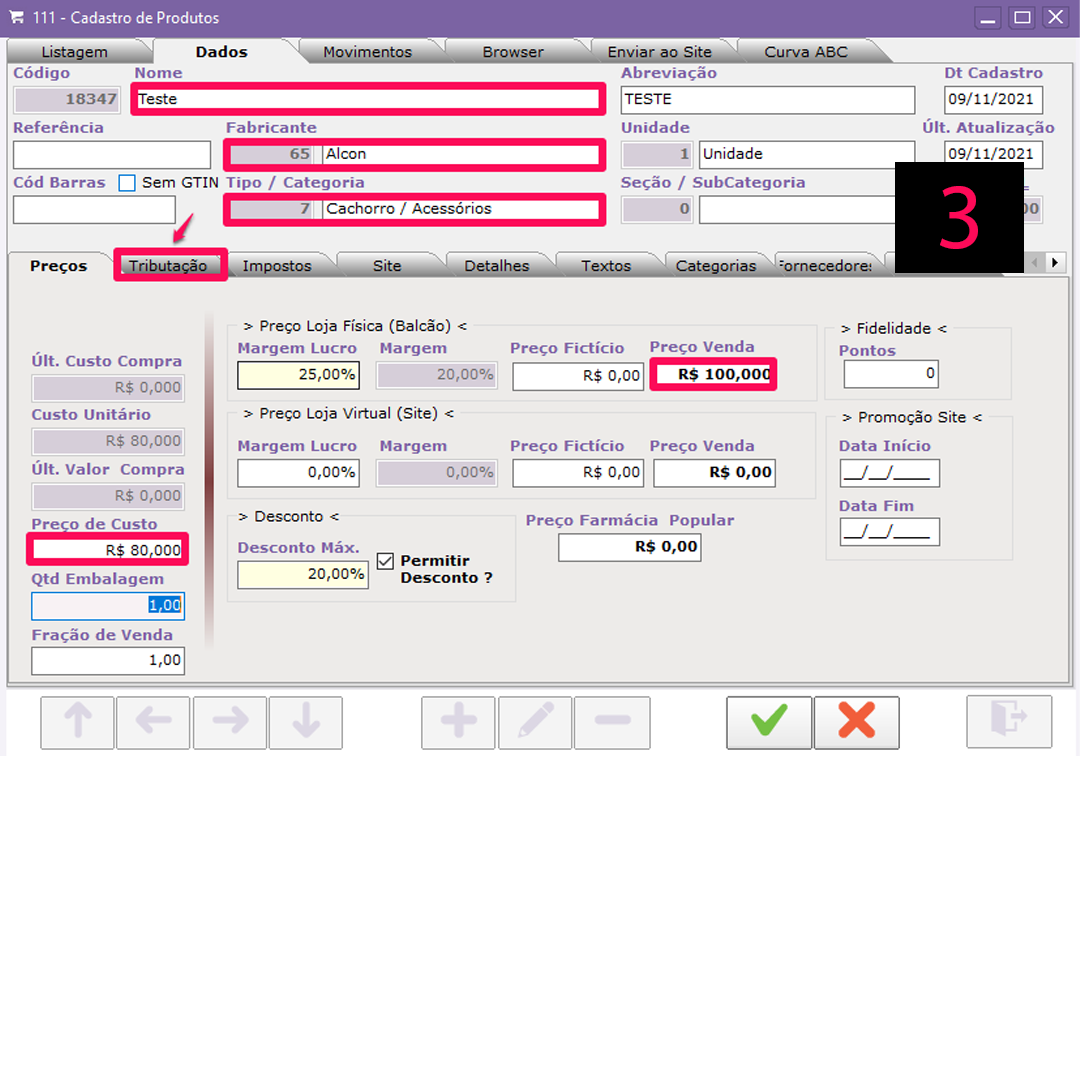 111 - Cadastro de Produtos
Listagem Dados Movimentos Browser Enviar ao Site Curva ABC
Código Nome Abreviação Dt Cadastro
18347 Teste TESTE 09/11/2021
Referência Fabricante Unidade Últ. Atualização
65 Alcon 1 Unidade 09/11/2021
Cód Barras Sem GTIN Tipo / Categoria Seção / SubCategoria
7 Cachorro / Acessórios 0
3
Preços Tributação Impostos Site Detalhes Textos Categorias Fornecedores
> Preço Loja Física (Balcão) <
Margem Lucro Margem Preço Fictício Preço Venda
25,00% 20,00% R$ 0,00 R$ 100,000
> Fidelidade <
Pontos
0
Últ. Custo Compra
R$ 0,000
Custo Unitário
R$ 80,000
Últ. Valor Compra
R$ 0,000
Preço de Custo
R$ 80,000
Qtd Embalagem
1,00
Fração de Venda
1,00
> Preço Loja Virtual (Site) <
Margem Lucro Margem Preço Fictício Preço Venda
0,00% 0,00% R$ 0,00 R$ 0,00
> Promoção Site <
Data Início
__/__/____
Data Fim
__/__/____
> Desconto <
Desconto Máx.
20,00%
Permitir
Desconto ?
Preço Farmácia Popular
R$ 0,00